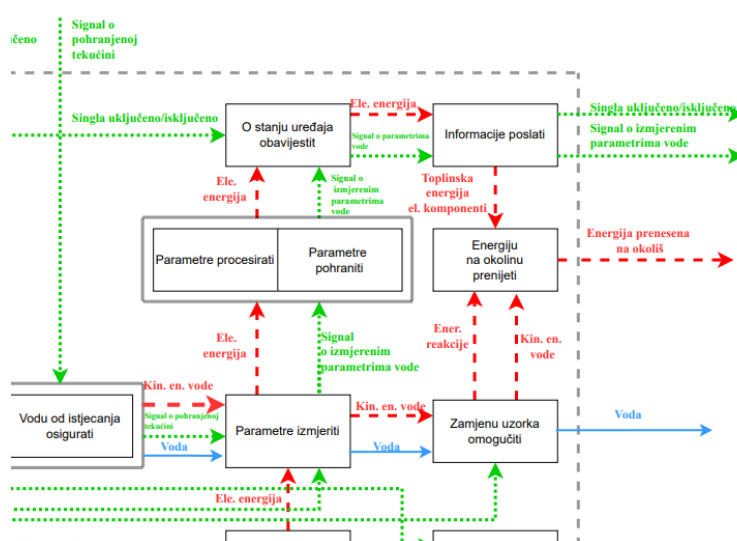 Signal o
pohranjenoj
tekućini
Singla uključeno/isključeno
O stanju uređaja
obavijestit
Ele. energija
Signal o parametrima
vode
Informacije poslati
Singla uključeno/isključeno
Signal o izmjerenim
parametrima vode
Ele.
energija
Signal o
izmjerenim
parametrima
vode
Toplinska
energija
el. komponenti
Parametre procesirati
Parametre
pohraniti
Energiju
na okolinu
prenijeti
Energija prenesena
na okoliš
Ele.
energija
Signal
o izmjerenim
parametrima vode
Ener.
reakcije
Kin. en.
vode
Vodu od istjecanja
osigurati
Kin. en. vode
Signal o pohranjenoj
tekućini
Voda
Parametre izmjeriti
Kin. en. vode
Voda
Zamjenu uzorka
omogučiti
Voda
Ele. energija